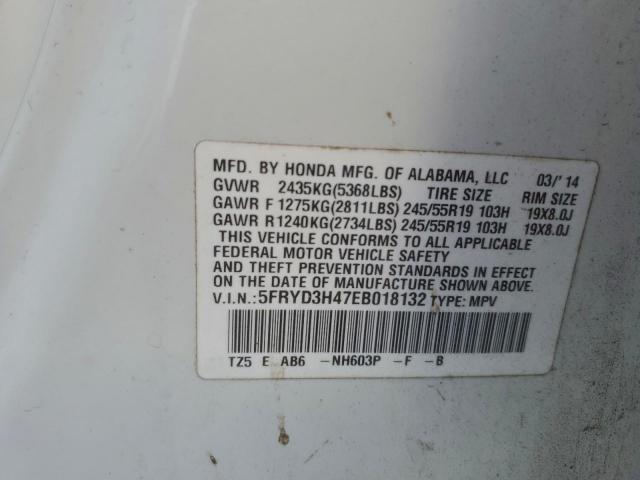 MFD. BY HONDA MFG. OF ALABAMA, LLC 03/'14
GVWR 2435KG(5368LBS) TIRE SIZE RIM SIZE
GAWR F 1275KG(2811LBS) 245/55R19 103H 19X8.0J
GAWR R1240KG(2734LBS) 245/55R19 103H 19X8.0J
THIS VEHICLE CONFORMS TO ALL APPLICABLE
FEDERAL MOTOR VEHICLE SAFETY
AND THEFT PREVENTION STANDARDS IN EFFECT
ON THE DATE OF MANUFACTURE SHOWN ABOVE.
V.I.N.: 5FRYD3H47EB018132 TYPE: MPV
TZ5 E AB6 -NH603P -F -B